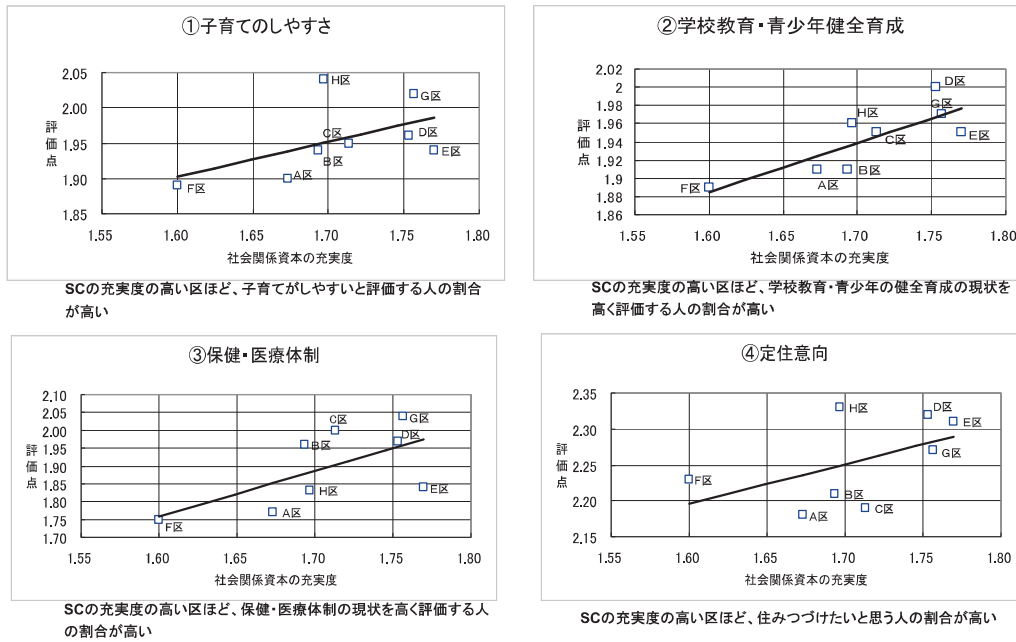 ①子育てのしやすさ
2.05
2.00
1.95
1.90
1.85
評価点
H区
G区
C区
D区
B区
E区
A区
F区
1.55 1.60 1.65 1.70 1.75 1.80
社会関係資本の充実度
SCの充実度の高い区ほど、子育てがしやすいと評価する人の割合
が高い
②学校教育・青少年健全育成
2.02
2
1.98
1.96
1.94
1.92
1.9
1.88
1.86
評価点
D区
H区
G区
C区
E区
A区
B区
F区
1.55 1.60 1.65 1.70 1.75 1.80
社会関係資本の充実度
SCの充実度の高い区ほど、学校教育・青少年の健全育成の現状を
高く評価する人の割合が高い
③保健・医療体制
2.10
2.05
2.00
1.95
1.90
1.85
1.80
1.75
1.70
評価点
C区
G区
B区
D区
H区
E区
A区
F区
1.55 1.60 1.65 1.70 1.75 1.80
社会関係資本の充実度
SCの充実度の高い区ほど、保健・医療体制の現状を高く評価する人
の割合が高い
④定住意向
2.35
2.30
2.25
2.20
2.15
評価点
H区
D区
E区
G区
F区
B区
C区
A区
1.55 1.60 1.65 1.70 1.75 1.80
社会関係資本の充実度
SCの充実度の高い区ほど、住みつづけたいと思う人の割合が高い